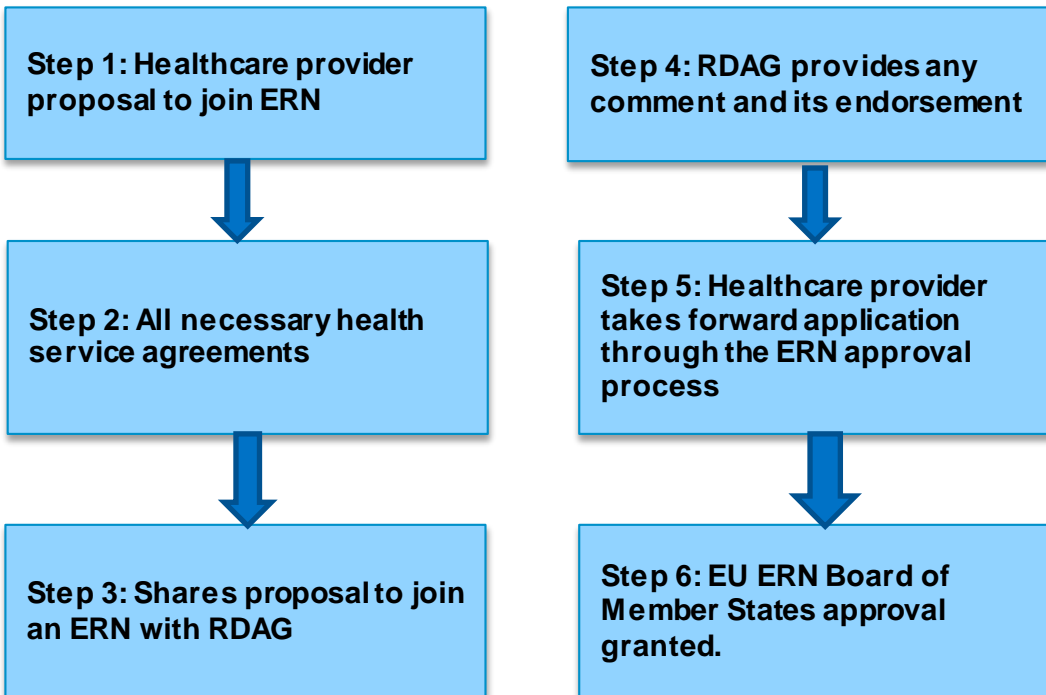 Step 1: Healthcare provider
proposal to join ERN
Step 2: All necessary health
service agreements
Step 3: Shares proposal to join
an ERN with RDAG
Step 4: RDAG provides any
comment and its endorsement
Step 5: Healthcare provider
takes forward application
through the ERN approval
process
Step 6: EU ERN Board of
Member States approval
granted.